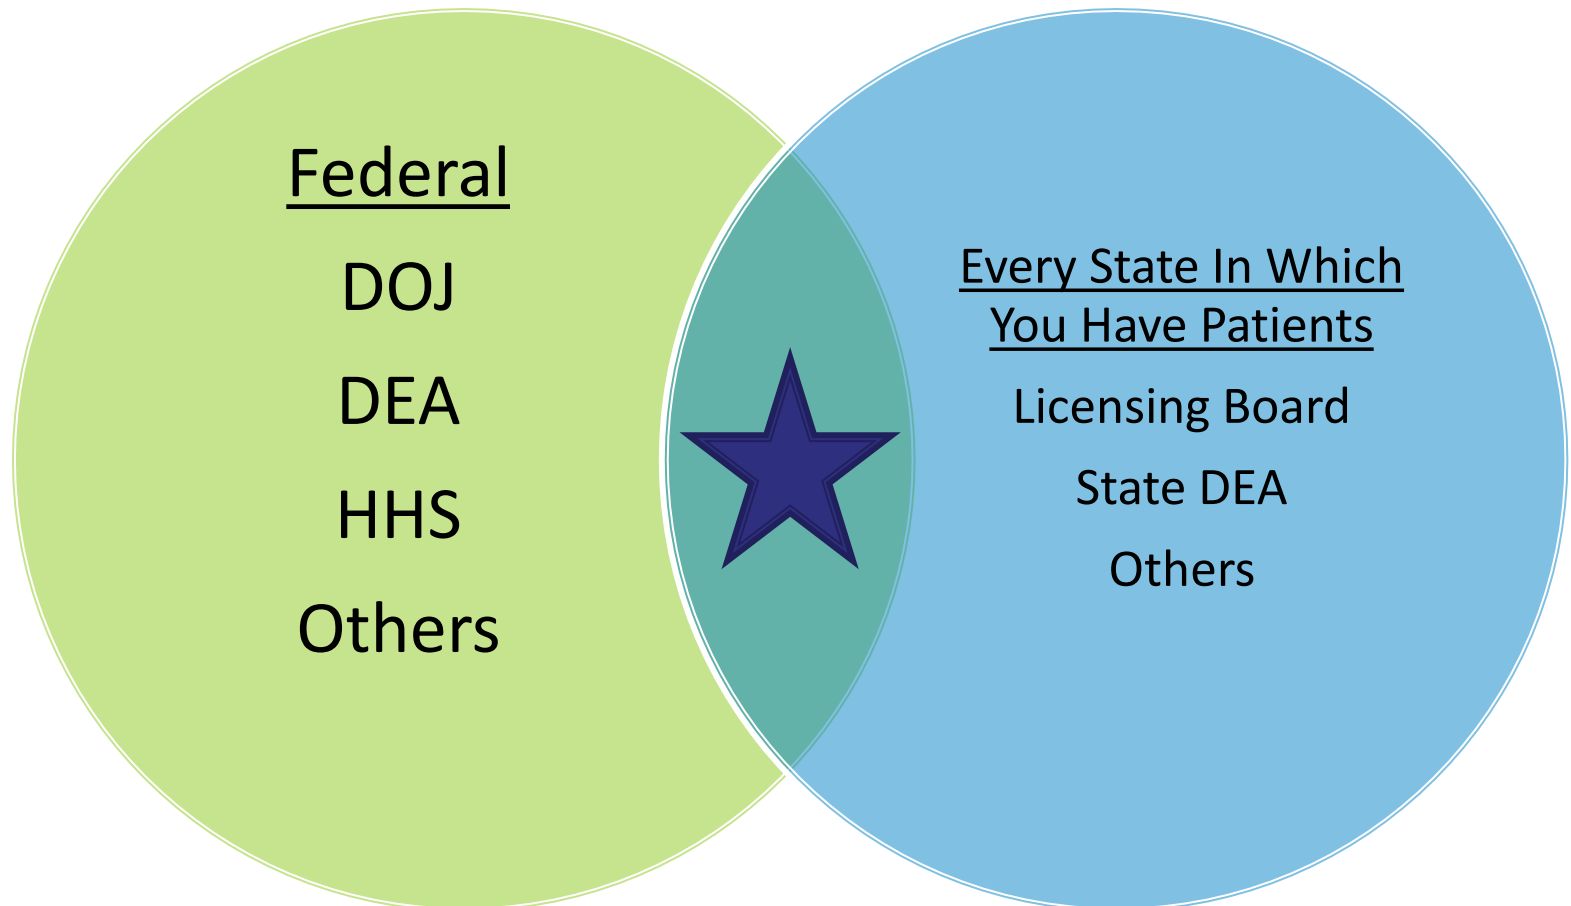 Federal
DOJ
DEA
HHS
Others
Every State In Which
You Have Patients
Licensing Board
State DEA
Others